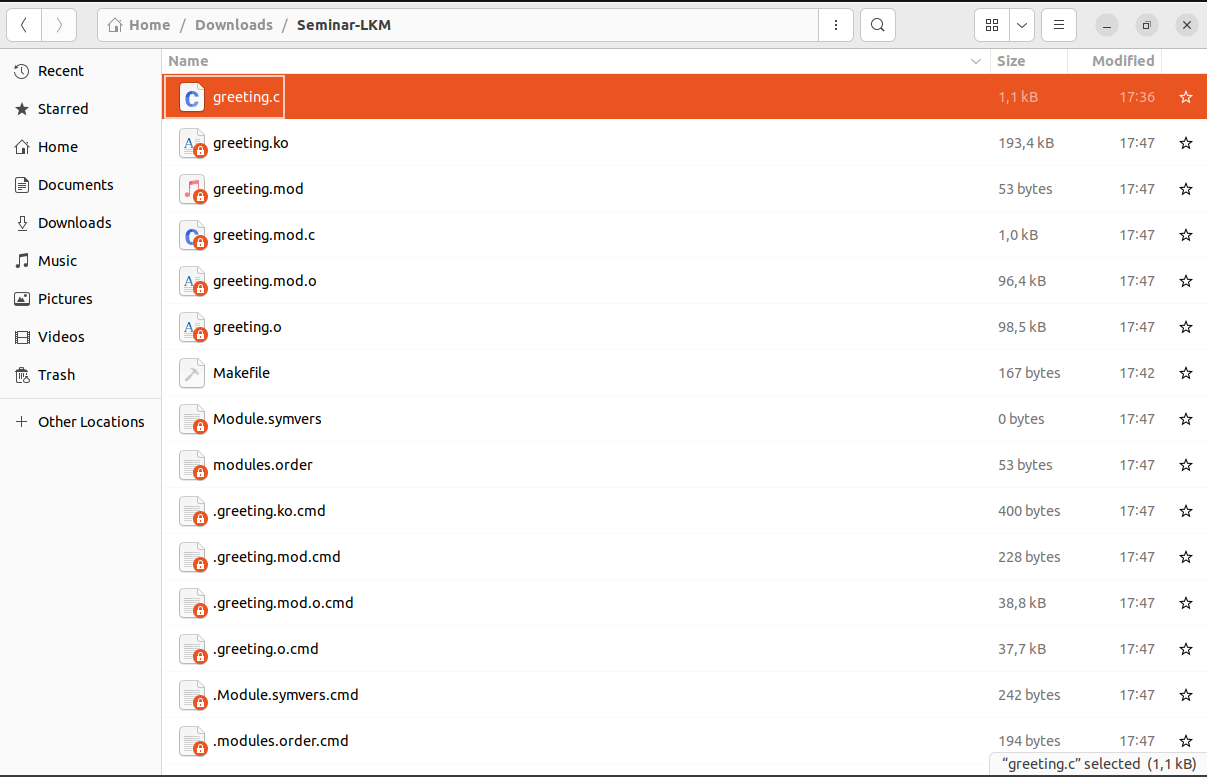 Home / Downloads / Seminar-LKM
Name Size Modified
Recent
Starred
Home
Documents
Downloads
Music
Pictures
Videos
Trash
Other Locations
greeting.c 1,1 kB 17:36
greeting.ko 193,4 kB 17:47
greeting.mod 53 bytes 17:47
greeting.mod.c 1,0 kB 17:47
greeting.mod.o 96,4 kB 17:47
greeting.o 98,5 kB 17:47
Makefile 167 bytes 17:42
Module.symvers 0 bytes 17:47
modules.order 53 bytes 17:47
.greeting.ko.cmd 400 bytes 17:47
.greeting.mod.cmd 228 bytes 17:47
.greeting.mod.o.cmd 38,8 kB 17:47
.greeting.o.cmd 37,7 kB 17:47
.Module.symvers.cmd 242 bytes 17:47
.modules.order.cmd 194 bytes 17:47
“greeting.c” selected (1,1 kB)